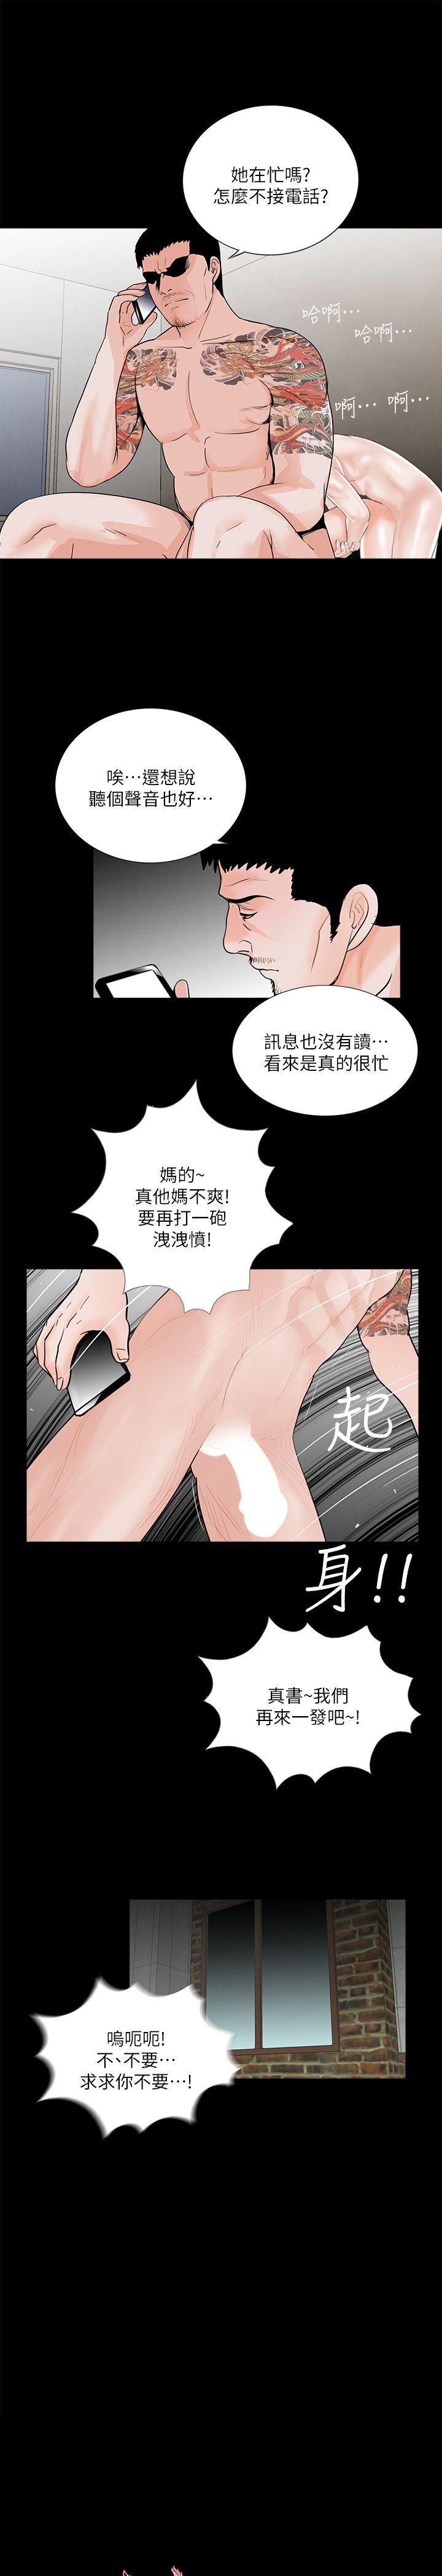 她在忙嗎?
怎麼不接電話?
哈啊⋯
哈啊⋯
啊⋯ 啊⋯
唉⋯還想說
聽個聲音也好⋯
訊息也沒有讀⋯
看來是真的很忙
媽的~
真他媽不爽!
要再打一砲
洩洩憤!
起
身!!
真書~我們
再來一發吧~!
嗚呃呃!
不、不要⋯
求求你不要⋯!